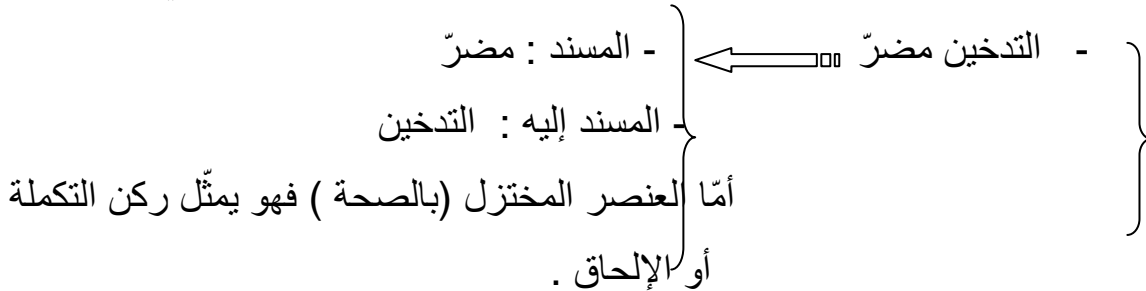 - التدخين مضرّ - المسند : مضرّ
- المسند إليه : التدخين
أمّا العنصر المختزل (بالصحة ) فهو يمثّل ركن التكملة
أو الإلحاق .